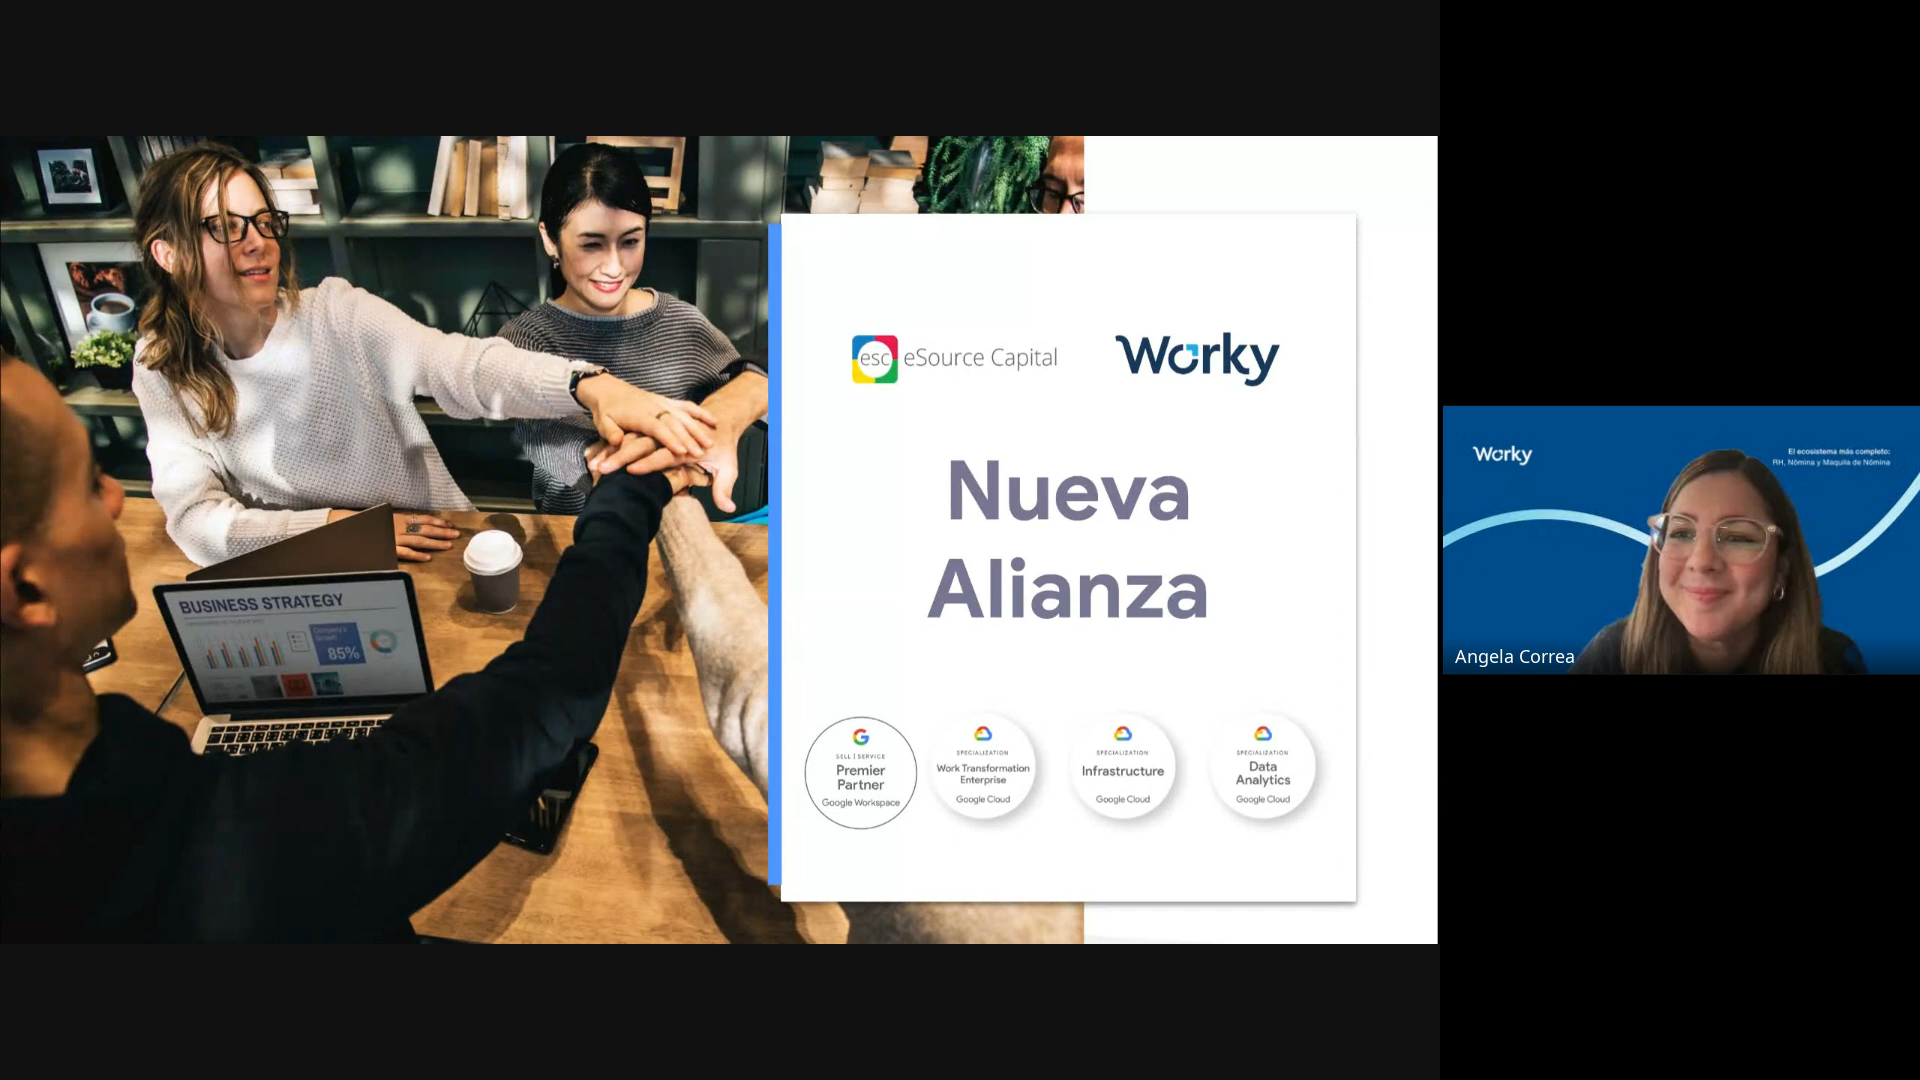 esc eSource Capital
Worky
Nueva
Alianza
BUSINESS STRATEGY
Company's
Growth
85%
SELL | SERVICE
Premier
Partner
Google Workspace
SPECIALIZATION
Work Transformation
Enterprise
Google Cloud
SPECIALIZATION
Infrastructure
Google Cloud
SPECIALIZATION
Data
Analytics
Google Cloud
Worky
El ecosistema más completo:
RH, Nómina y Maquila de Nómina
Angela Correa